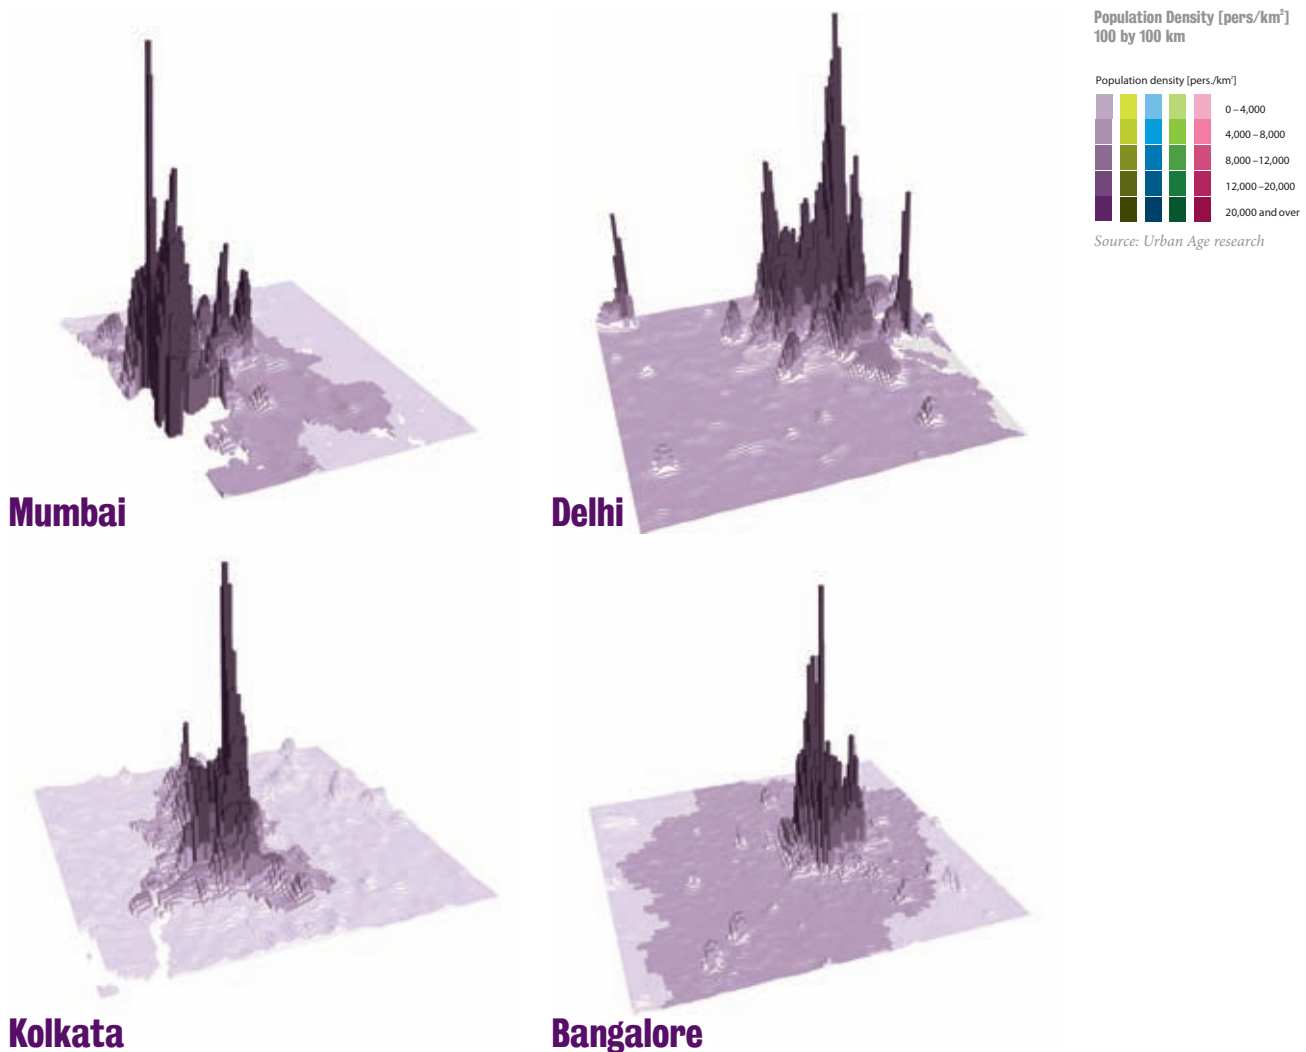 Population Density [pers/km²]
100 by 100 km
Population density [pers./km²]
0–4,000
4,000–8,000
8,000–12,000
12,000–20,000
20,000 and over
Source: Urban Age research
Mumbai
Delhi
Kolkata
Bangalore